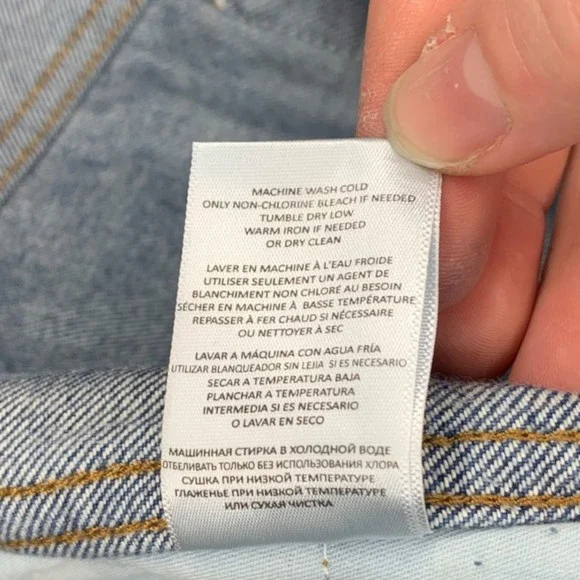 MACHINE WASH COLD
ONLY NON-CHLORINE BLEACH IF NEEDED
TUMBLE DRY LOW
WARM IRON IF NEEDED
OR DRY CLEAN
LAVER EN MACHINE À L'EAU FROIDE
UTILISER SEULEMENT UN AGENT DE
BLANCHIMENT NON CHLORÉ AU BESOIN
SÉCHER EN MACHINE À BASSE TEMPÉRATURE
REPASSER À FER CHAUD SI NÉCESSAIRE
OU NETTOYER À SEC
LAVAR A MÁQUINA CON AGUA FRÍA
UTILIZAR BLANQUEADOR SIN LEJIA SI ES NECESARIO
SECAR A TEMPERATURA BAJA
PLANCHAR A TEMPERATURA
INTERMEDIA SI ES NECESARIO
O LAVAR EN SECO
МАШИННАЯ СТИРКА В ХОЛОДНОЙ ВОДЕ
ОТБЕЛИВАТЬ ТОЛЬКО БЕЗ ИСПОЛЬЗОВАНИЯ ХЛОРА
СУШКА ПРИ НИЗКОЙ ТЕМПЕРАТУРЕ
ГЛАЖЕНЬЕ ПРИ НИЗКОЙ ТЕМПЕРАТУРЕ
ИЛИ СУХАЯ ЧИСТКА